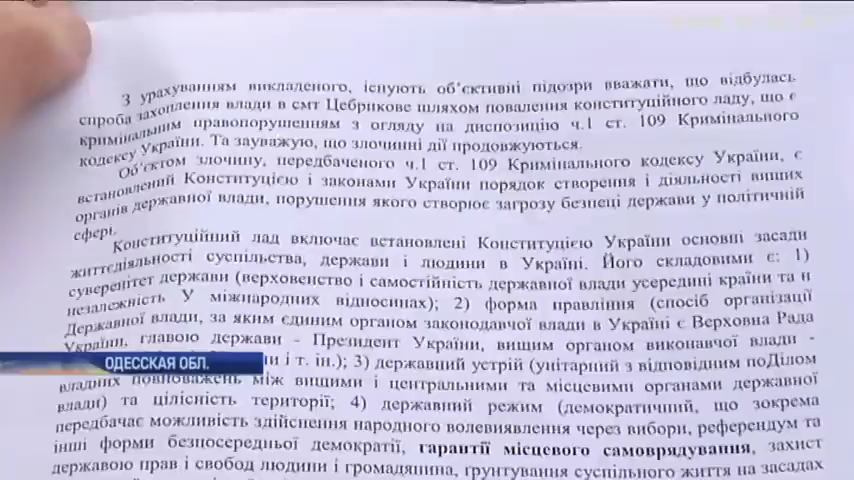 З урахуванням викладеного, існують об'єктивні підозри вважати, що відбулась
спроба захоплення влади в смт Цебрикове шляхом повалення конституційного ладу, що є
кримінальним правопорушенням з огляду на диспозицію ч.1 ст. 109 Кримінального
кодексу України. Та зауважую, що злочинні дії продовжуються.
Об'єктом злочину, передбаченого ч.1 ст. 109 Кримінального кодексу України, є
встановлений Конституцією і законами України порядок створення і діяльності вищих
органів державної влади, порушення якого створює загрозу безпеці держави у політичній
сфері.
Конституційний лад включає встановлені Конституцією України основні засади
життєдіяльності суспільства, держави і людини в Україні. Його складовими є: 1)
суверенітет держави (верховенство і самостійність державної влади усередині країни та н
незалежність У міжнародних відносинах); 2) форма правління (спосіб організації
Державної влади, за яким єдиним органом законодавчої влади в Україні є Верховна Рада
України, главою держави - Президент України, вищим органом виконавчої влади -
ОДЕССКАЯ ОБЛ.
и і т. ін.); 3) державний устрій (унітарний з відповідним поДілом
владних повноважень між вищими і центральними та місцевими органами державної
влади) та цілісність території; 4) державний режим (демократичний, що зокрема
передбачає можливість здійснення народного волевиявлення через вибори, референдум та
інші форми безпосередньої демократії, гарантії місцевого самоврядування, захист
державою прав і свобод людини і громадянина, ґрунтування суспільного життя на засадах